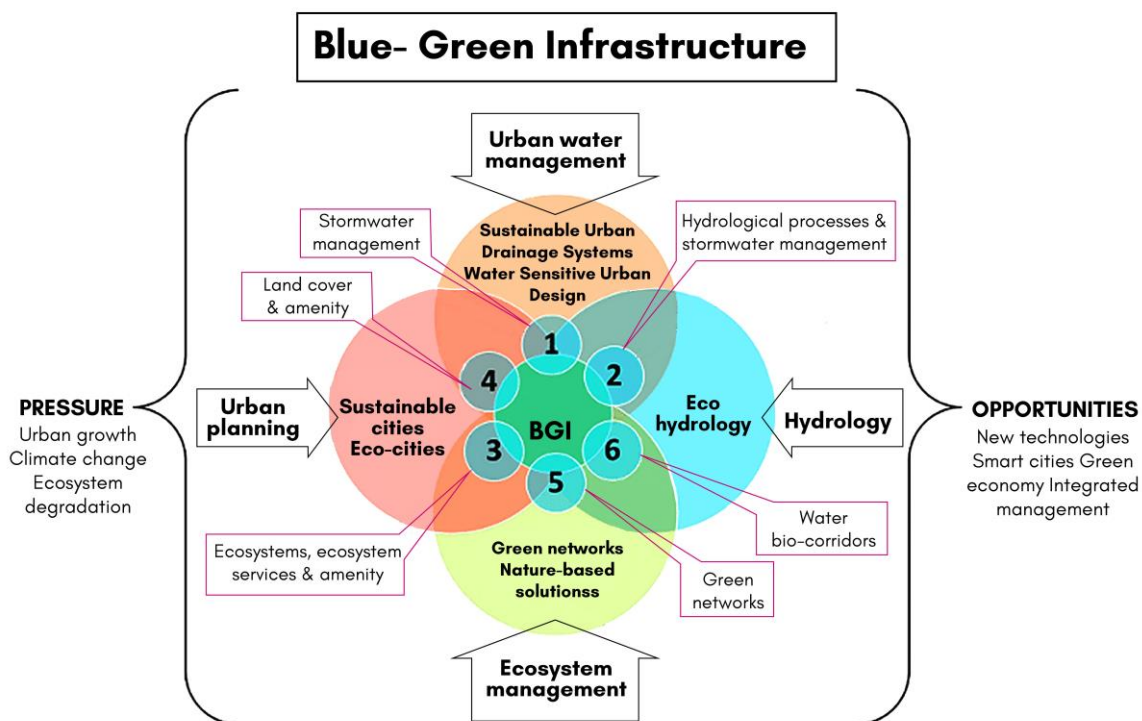 Blue- Green Infrastructure
Urban water
management
Stormwater
management
Hydrological processes &
stormwater management
Sustainable Urban
Drainage Systems
Water Sensitive Urban
Design
Land cover
& amenity
1
2
4
PRESSURE
Urban growth
Climate change
Ecosystem
degradation
Urban
planning
Sustainable
cities
Eco-cities
BGI
Eco
hydrology
Hydrology
OPPORTUNITIES
New technologies
Smart cities Green
economy Integrated
management
3
6
5
Ecosystems, ecosystem
services & amenity
Water
bio-corridors
Green networks
Nature-based
solutionss
Green
networks
Ecosystem
management